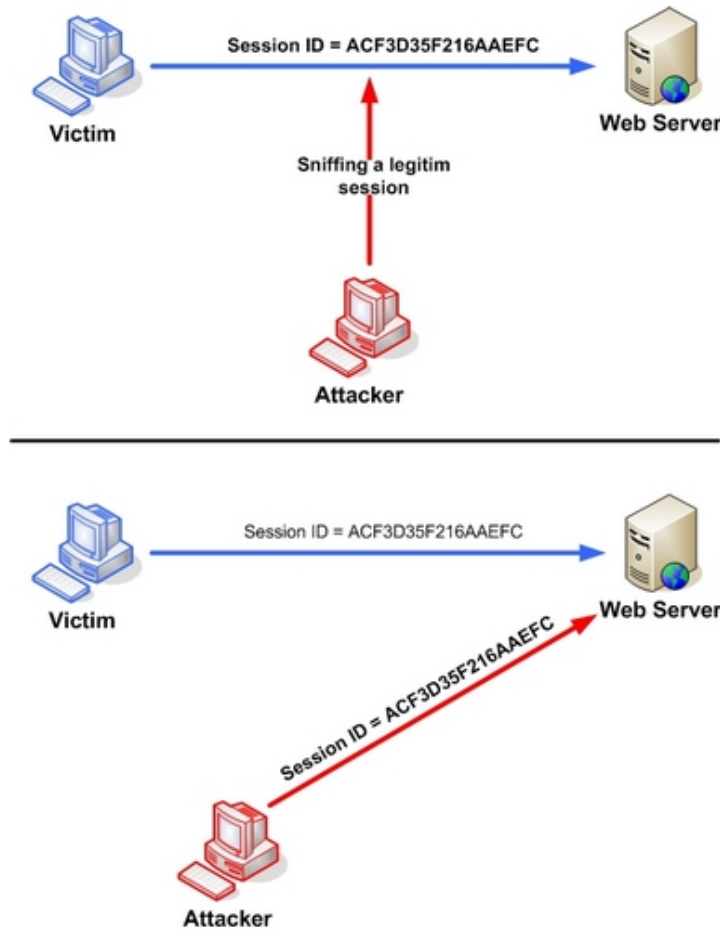 Session ID = ACF3D35F216AAEFC
Victim
Web Server
Sniffing a legitim
session
Attacker
Session ID = ACF3D35F216AAEFC
Victim
Web Server
Session ID = ACF3D35F216AAEFC
Attacker